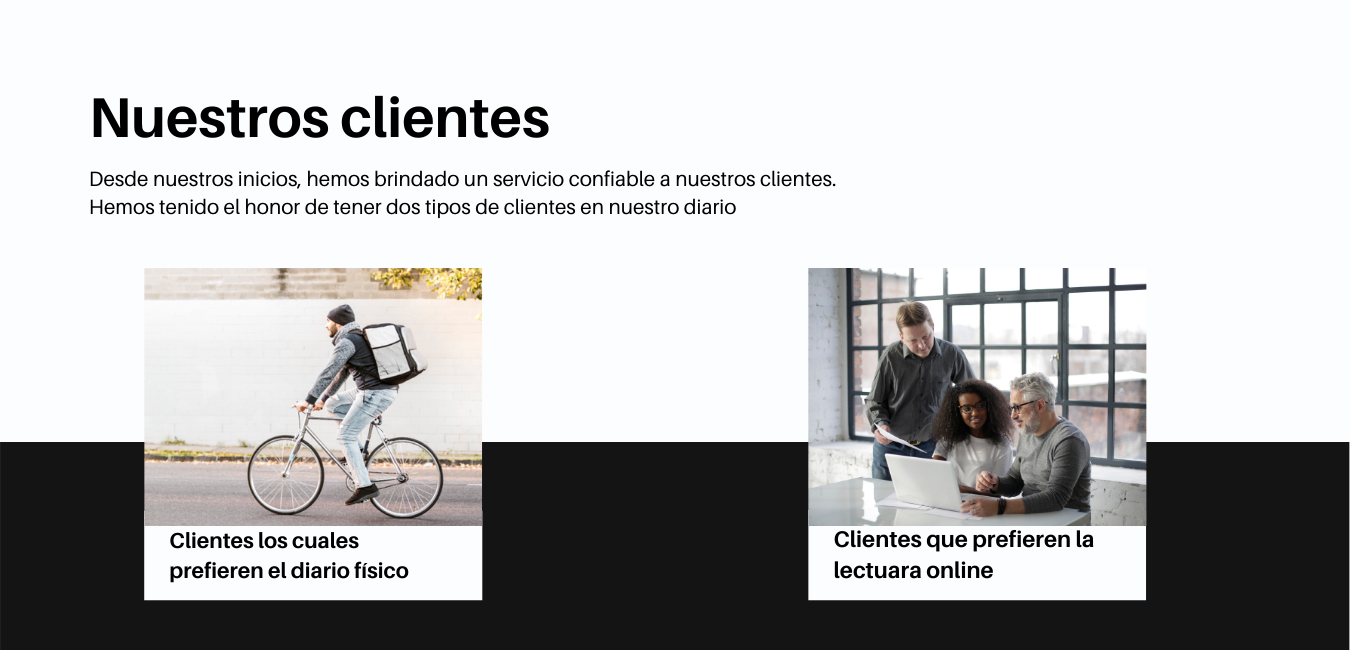 Nuestros clientes
Desde nuestros inicios, hemos brindado un servicio confiable a nuestros clientes.
Hemos tenido el honor de tener dos tipos de clientes en nuestro diario
Clientes los cuales
prefieren el diario físico
Clientes que prefieren la
lectuara online